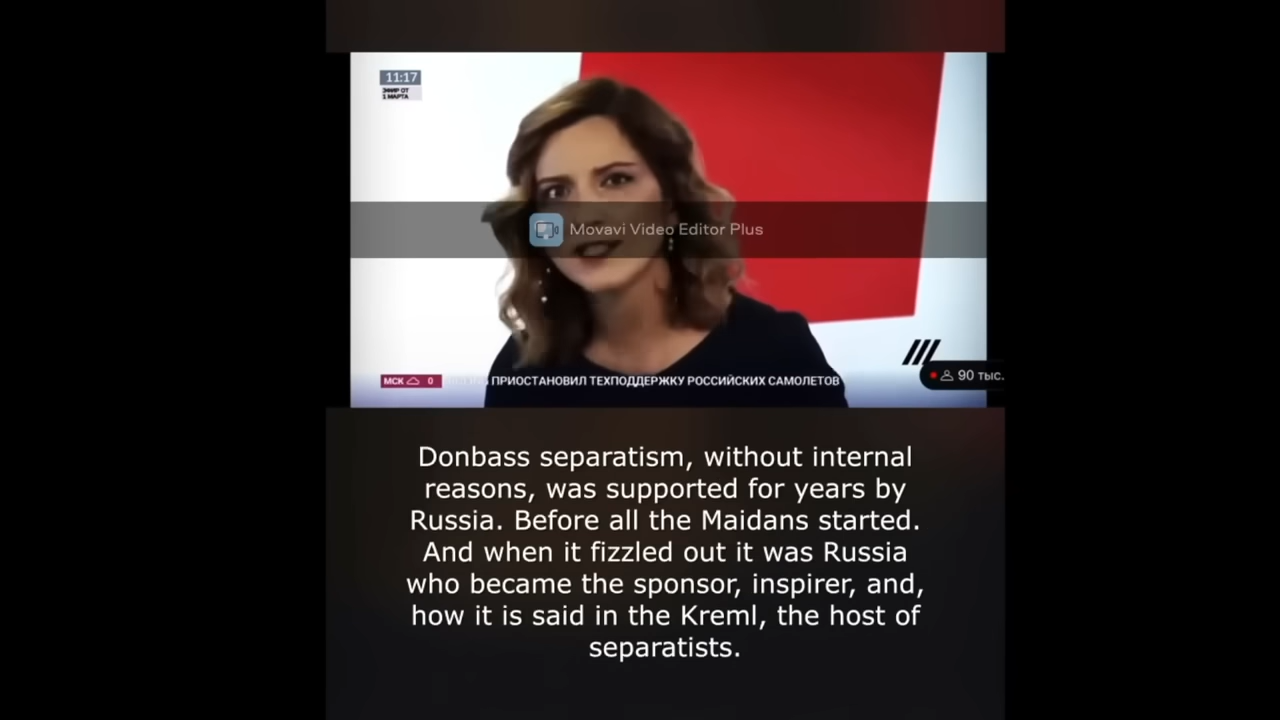 11:17
ЭФИР ОТ
1 МАРТА
Movavi Video Editor Plus
МСК 0 ПРИОСТАНОВИЛ ТЕХПОДДЕРЖКУ РОССИЙСКИХ САМОЛЕТОВ
90 тыс.
Donbass separatism, without internal
reasons, was supported for years by
Russia. Before all the Maidans started.
And when it fizzled out it was Russia
who became the sponsor, inspirer, and,
how it is said in the Kreml, the host of
separatists.